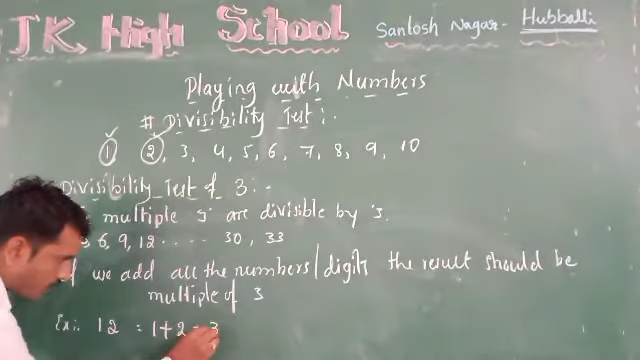 JK High School Santosh Nagar - Hubballi
Playing with Numbers
# Divisibility Test :
1, 2, 3, 4, 5, 6, 7, 8, 9, 10
Divisibility Test of 3 :-
multiple 3 are divisible by 3.
6, 9, 12 ..... 30, 33
if we add all the numbers/digits the result should be
multiple of 3
Ex:- 12 = 1+2 = 3